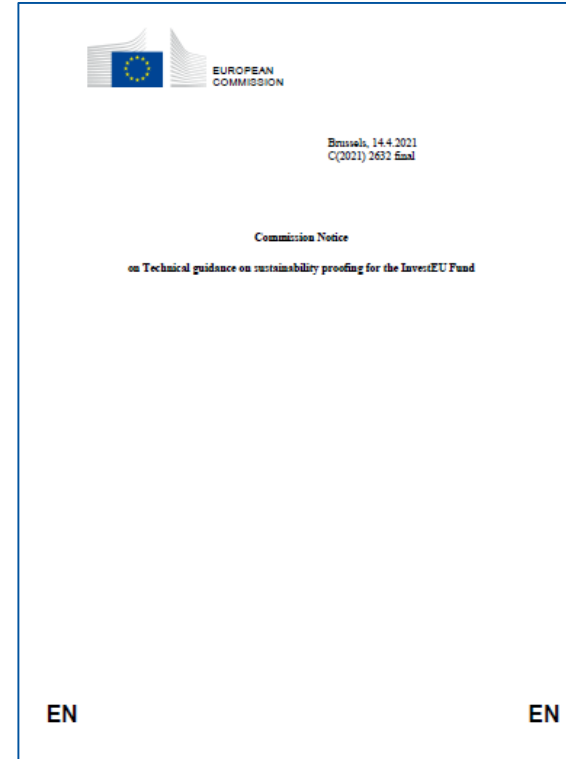 EUROPEAN
COMMISSION
Brussels, 14.4.2021
C(2021) 2632 final
Commission Notice
on Technical guidance on sustainability proofing for the InvestEU Fund
EN EN